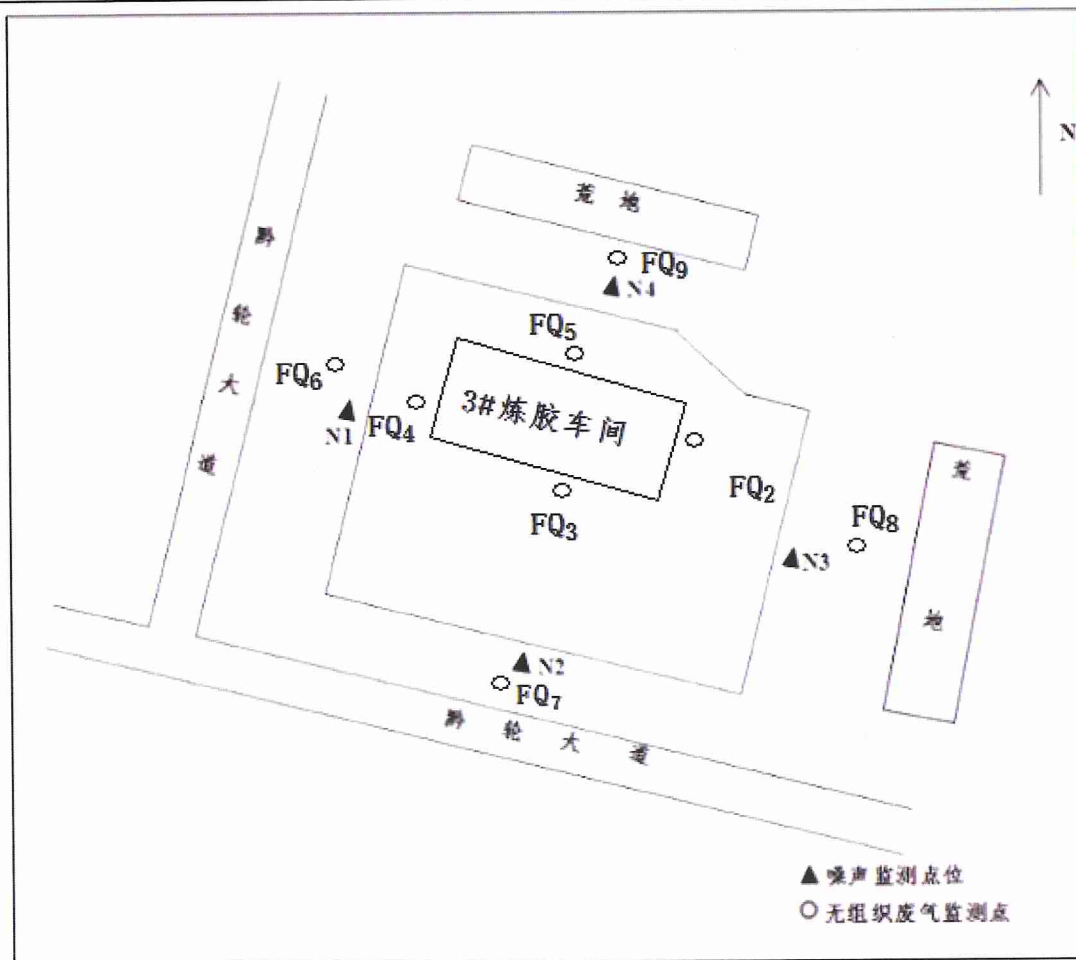 N
荒 地
FQ9
N4
黔 轮 大 道
FQ5
FQ6
N1
FQ4
3#炼胶车间
FQ2
FQ3
荒 地
FQ8
N3
N2
FQ7
黔 轮 大 道
▲ 噪声监测点位
○ 无组织废气监测点